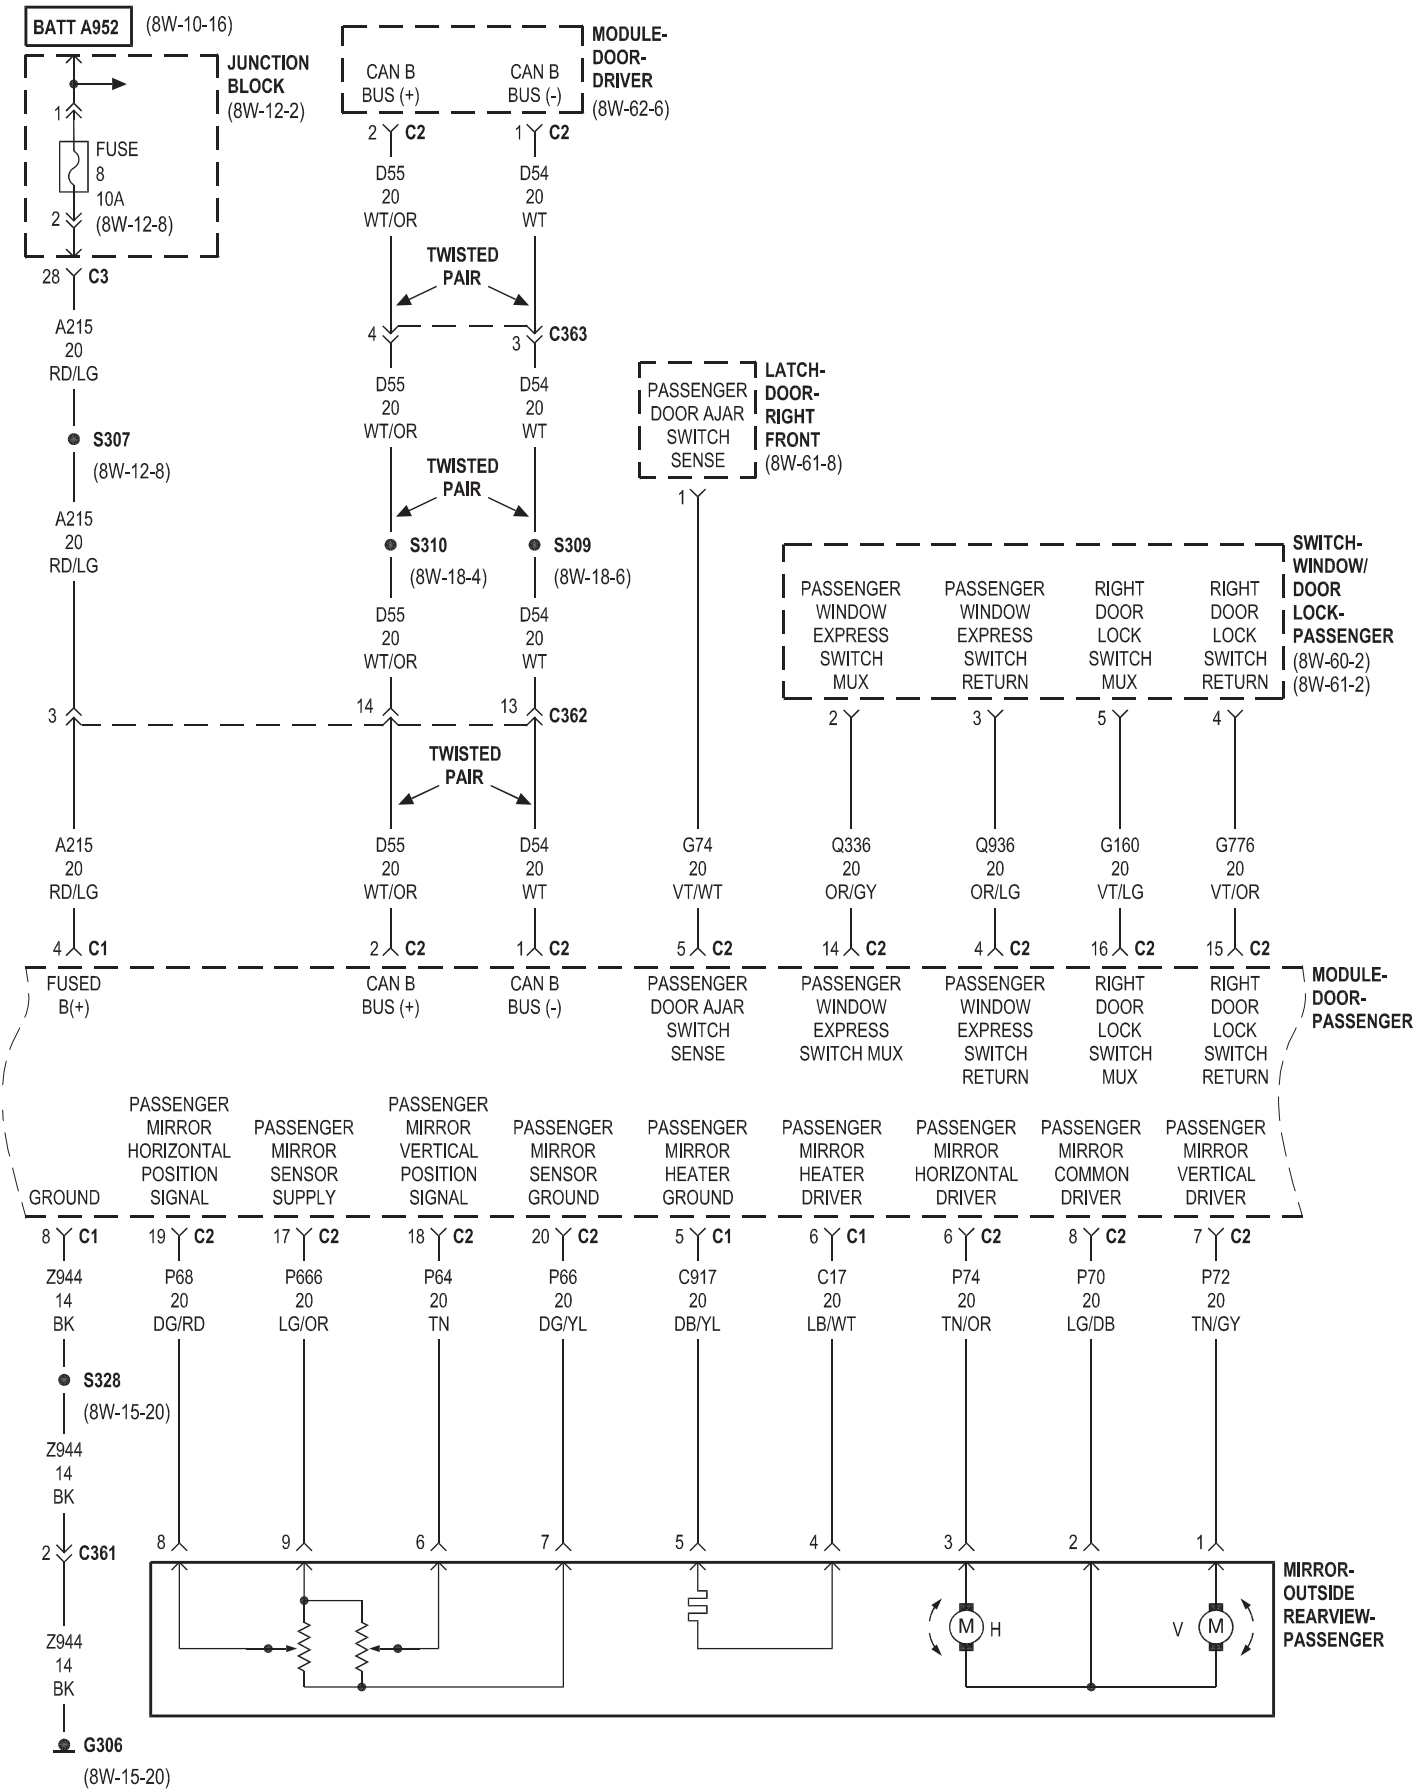 BATT A952
(8W-10-16)
JUNCTION
BLOCK
(8W-12-2)
1
FUSE
8
10A
(8W-12-8)
2
28 C3
A215
20
RD/LG
S307
(8W-12-8)
A215
20
RD/LG
3
A215
20
RD/LG
4 C1
MODULE-
DOOR-
DRIVER
(8W-62-6)
CAN B
BUS (+)
CAN B
BUS (-)
2 C2
1 C2
D55
20
WT/OR
D54
20
WT
TWISTED
PAIR
4
3
C363
D55
20
WT/OR
D54
20
WT
TWISTED
PAIR
S310
(8W-18-4)
S309
(8W-18-6)
D55
20
WT/OR
D54
20
WT
14
13
C362
TWISTED
PAIR
D55
20
WT/OR
D54
20
WT
2 C2
1 C2
PASSENGER
DOOR AJAR
SWITCH
SENSE
LATCH-
DOOR-
RIGHT
FRONT
(8W-61-8)
1
G74
20
VT/WT
5 C2
SWITCH-
WINDOW/
DOOR
LOCK-
PASSENGER
(8W-60-2)
(8W-61-2)
PASSENGER
WINDOW
EXPRESS
SWITCH
MUX
PASSENGER
WINDOW
EXPRESS
SWITCH
RETURN
RIGHT
DOOR
LOCK
SWITCH
MUX
RIGHT
DOOR
LOCK
SWITCH
RETURN
2
3
5
4
Q336
20
OR/GY
Q936
20
OR/LG
G160
20
VT/LG
G776
20
VT/OR
14 C2
4 C2
16 C2
15 C2
MODULE-
DOOR-
PASSENGER
FUSED
B(+)
CAN B
BUS (+)
CAN B
BUS (-)
PASSENGER
DOOR AJAR
SWITCH
SENSE
PASSENGER
WINDOW
EXPRESS
SWITCH MUX
PASSENGER
WINDOW
EXPRESS
SWITCH
RETURN
RIGHT
DOOR
LOCK
SWITCH
MUX
RIGHT
DOOR
LOCK
SWITCH
RETURN
GROUND
PASSENGER
MIRROR
HORIZONTAL
POSITION
SIGNAL
PASSENGER
MIRROR
SENSOR
SUPPLY
PASSENGER
MIRROR
VERTICAL
POSITION
SIGNAL
PASSENGER
MIRROR
SENSOR
GROUND
PASSENGER
MIRROR
HEATER
GROUND
PASSENGER
MIRROR
HEATER
DRIVER
PASSENGER
MIRROR
HORIZONTAL
DRIVER
PASSENGER
MIRROR
COMMON
DRIVER
PASSENGER
MIRROR
VERTICAL
DRIVER
8 C1
19 C2
17 C2
18 C2
20 C2
5 C1
6 C1
6 C2
8 C2
7 C2
Z944
14
BK
P68
20
DG/RD
P666
20
LG/OR
P64
20
TN
P66
20
DG/YL
C917
20
DB/YL
C17
20
LB/WT
P74
20
TN/OR
P70
20
LG/DB
P72
20
TN/GY
S328
(8W-15-20)
Z944
14
BK
2 C361
Z944
14
BK
G306
(8W-15-20)
8
9
6
7
5
4
3
2
1
M H
V M
MIRROR-
OUTSIDE
REARVIEW-
PASSENGER